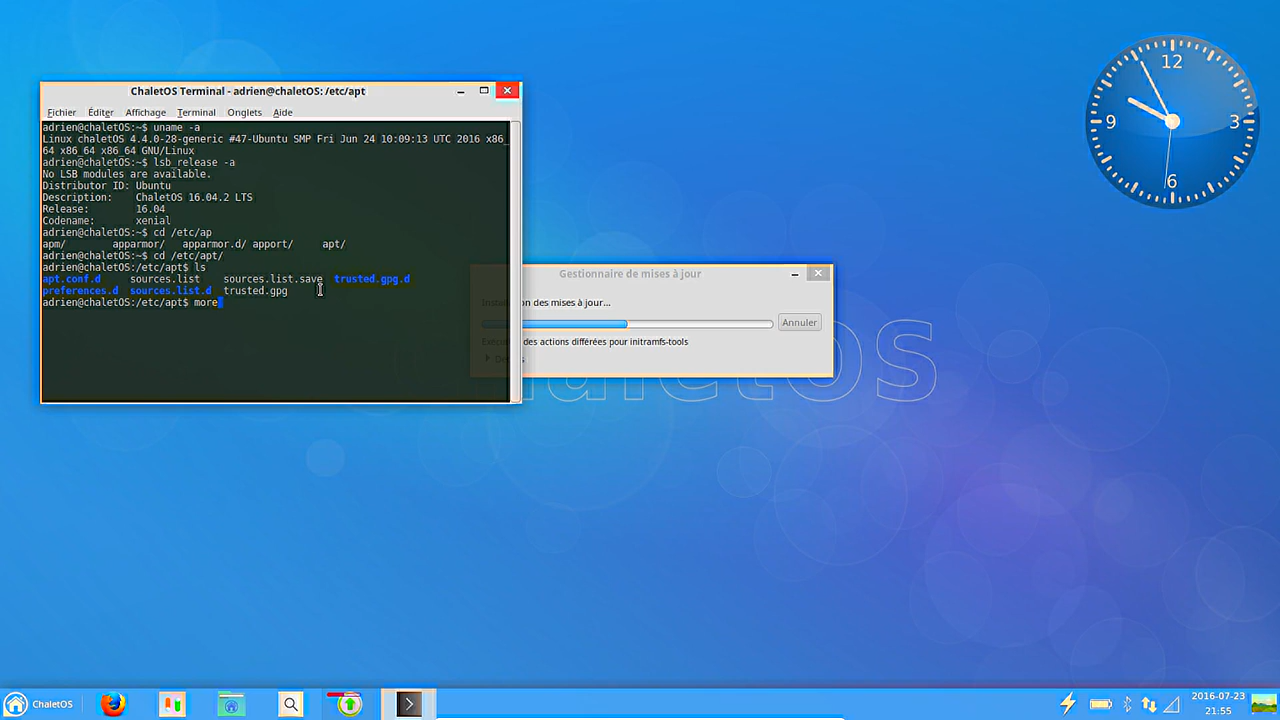 ChaletOS Terminal - adrien@chaletOS: /etc/apt
Fichier Éditer Affichage Terminal Onglets Aide
adrien@chaletOS:~$ uname -a
Linux chaletOS 4.4.0-28-generic #47-Ubuntu SMP Fri Jun 24 10:09:13 UTC 2016 x86_
64 x86_64 x86_64 GNU/Linux
adrien@chaletOS:~$ lsb_release -a
No LSB modules are available.
Distributor ID: Ubuntu
Description: ChaletOS 16.04.2 LTS
Release: 16.04
Codename: xenial
adrien@chaletOS:~$ cd /etc/ap
apm/ apparmor/ apparmor.d/ apport/ apt/
adrien@chaletOS:~$ cd /etc/apt/
adrien@chaletOS:/etc/apt$ ls
apt.conf.d sources.list sources.list.save trusted.gpg.d
preferences.d sources.list.d trusted.gpg
adrien@chaletOS:/etc/apt$ more
Gestionnaire de mises à jour
des mises à jour...
Annuler
des actions différées pour initramfs-tools
12
3
6
9
ChaletOS
2016-07-23
21:55